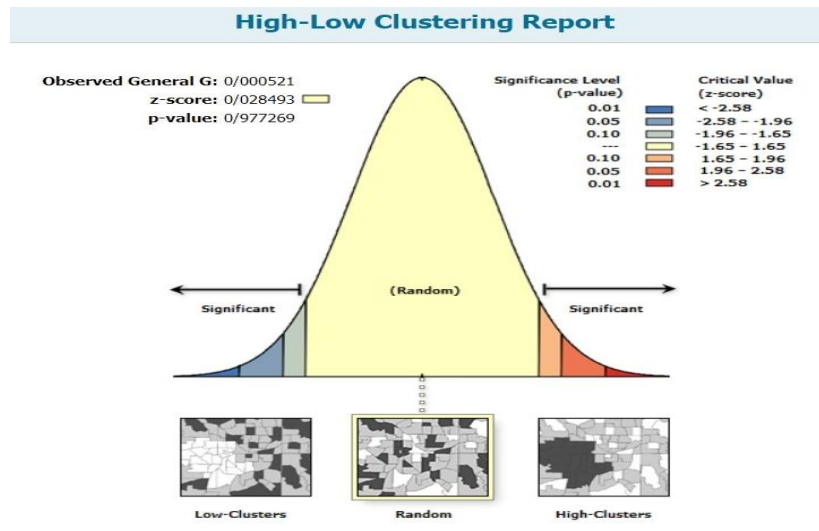 High-Low Clustering Report
Observed General G: 0/000521
z-score: 0/028493
p-value: 0/977269
Significance Level
(p-value)
Critical Value
(z-score)
0.01 < -2.58
0.05 -2.58 – -1.96
0.10 -1.96 – -1.65
--- -1.65 – 1.65
0.10 1.65 – 1.96
0.05 1.96 – 2.58
0.01 > 2.58
(Random)
Significant
Significant
Low-Clusters
Random
High-Clusters